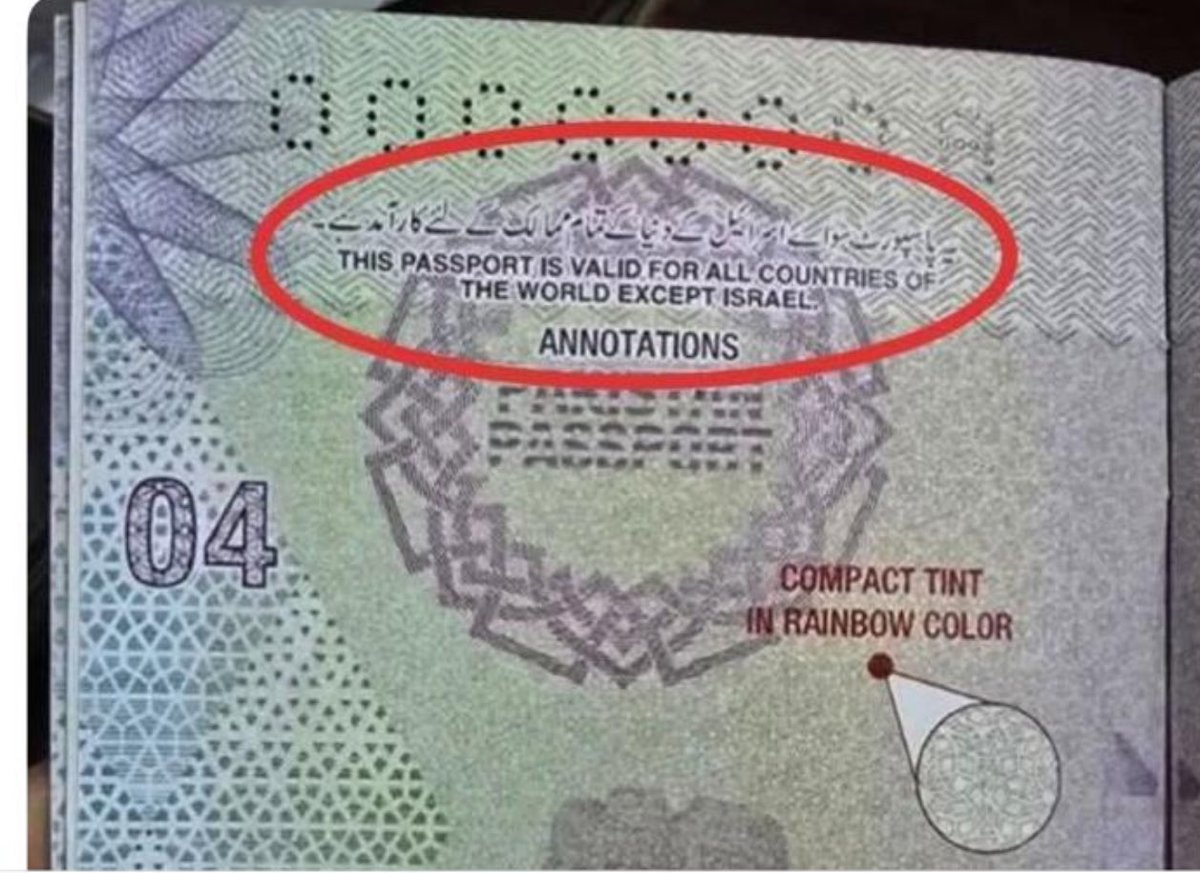 یہ پاسپورٹ سوائے اسرائیل کے دنیا کے تمام ممالک کے لئے کارآمد ہے۔
THIS PASSPORT IS VALID FOR ALL COUNTRIES OF
THE WORLD EXCEPT ISRAEL.
ANNOTATIONS
PAKISTAN
PASSPORT
04
COMPACT TINT
IN RAINBOW COLOR